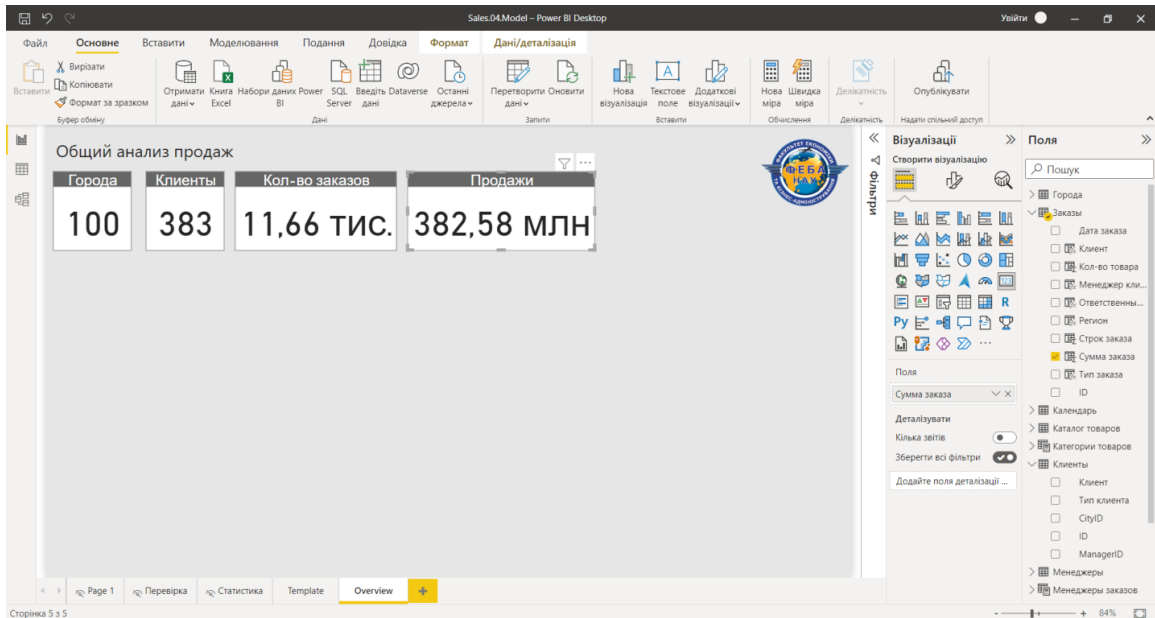 Sales.04.Model – Power BI Desktop
Увійти
Файл Основне Вставити Моделювання Подання Довідка Формат Дані/деталізація
Вставити
Вирізати
Копіювати
Формат за зразком
Буфер обміну
Отримати дані
Книга Excel
Набори даних Power BI
SQL Server
Введіть дані
Dataverse
Останні джерела
Дані
Перетворити дані
Оновити
Запити
Нова візуалізація
Текстове поле
Додаткові візуалізації
Вставити
Нова міра
Швидка міра
Обчислення
Делікатність
Делікатність
Опублікувати
Надати спільний доступ
Общий анализ продаж
Города
100
Клиенты
383
Кол-во заказов
11,66 тис.
Продажи
382,58 млн
ФЕБА
НАУ
Фільтри
Візуалізації
Створити візуалізацію
R
Py
Поля
Сумма заказа
Деталізувати
Кілька звітів
Зберегти всі фільтри
Додайте поля деталізації ...
Поля
Пошук
Города
Заказы
Дата заказа
Клиент
Кол-во товара
Менеджер кли...
Ответственны...
Регион
Строк заказа
Сумма заказа
Тип заказа
ID
Календарь
Каталог товаров
Категории товаров
Клиенты
Клиент
Тип клиента
CityID
ID
ManagerID
Менеджеры
Менеджеры заказов
Page 1 Перевірка Статистика Template Overview
Сторінка 5 з 5
84%